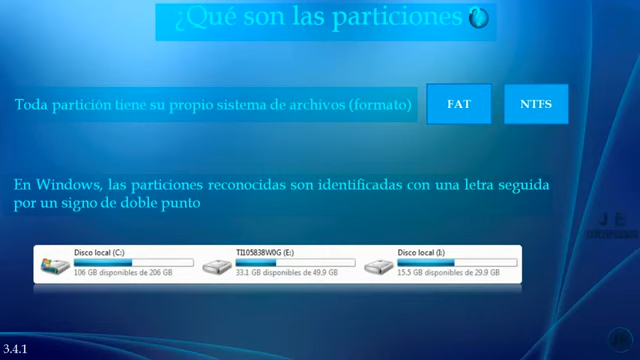 ¿Qué son las particiones ?
Toda partición tiene su propio sistema de archivos (formato)
FAT
NTFS
En Windows, las particiones reconocidas son identificadas con una letra seguida
por un signo de doble punto
Disco local (C:)
106 GB disponibles de 206 GB
TI105838W0G (E:)
33.1 GB disponibles de 49.9 GB
Disco local (I:)
15.5 GB disponibles de 29.9 GB
J E
3.4.1